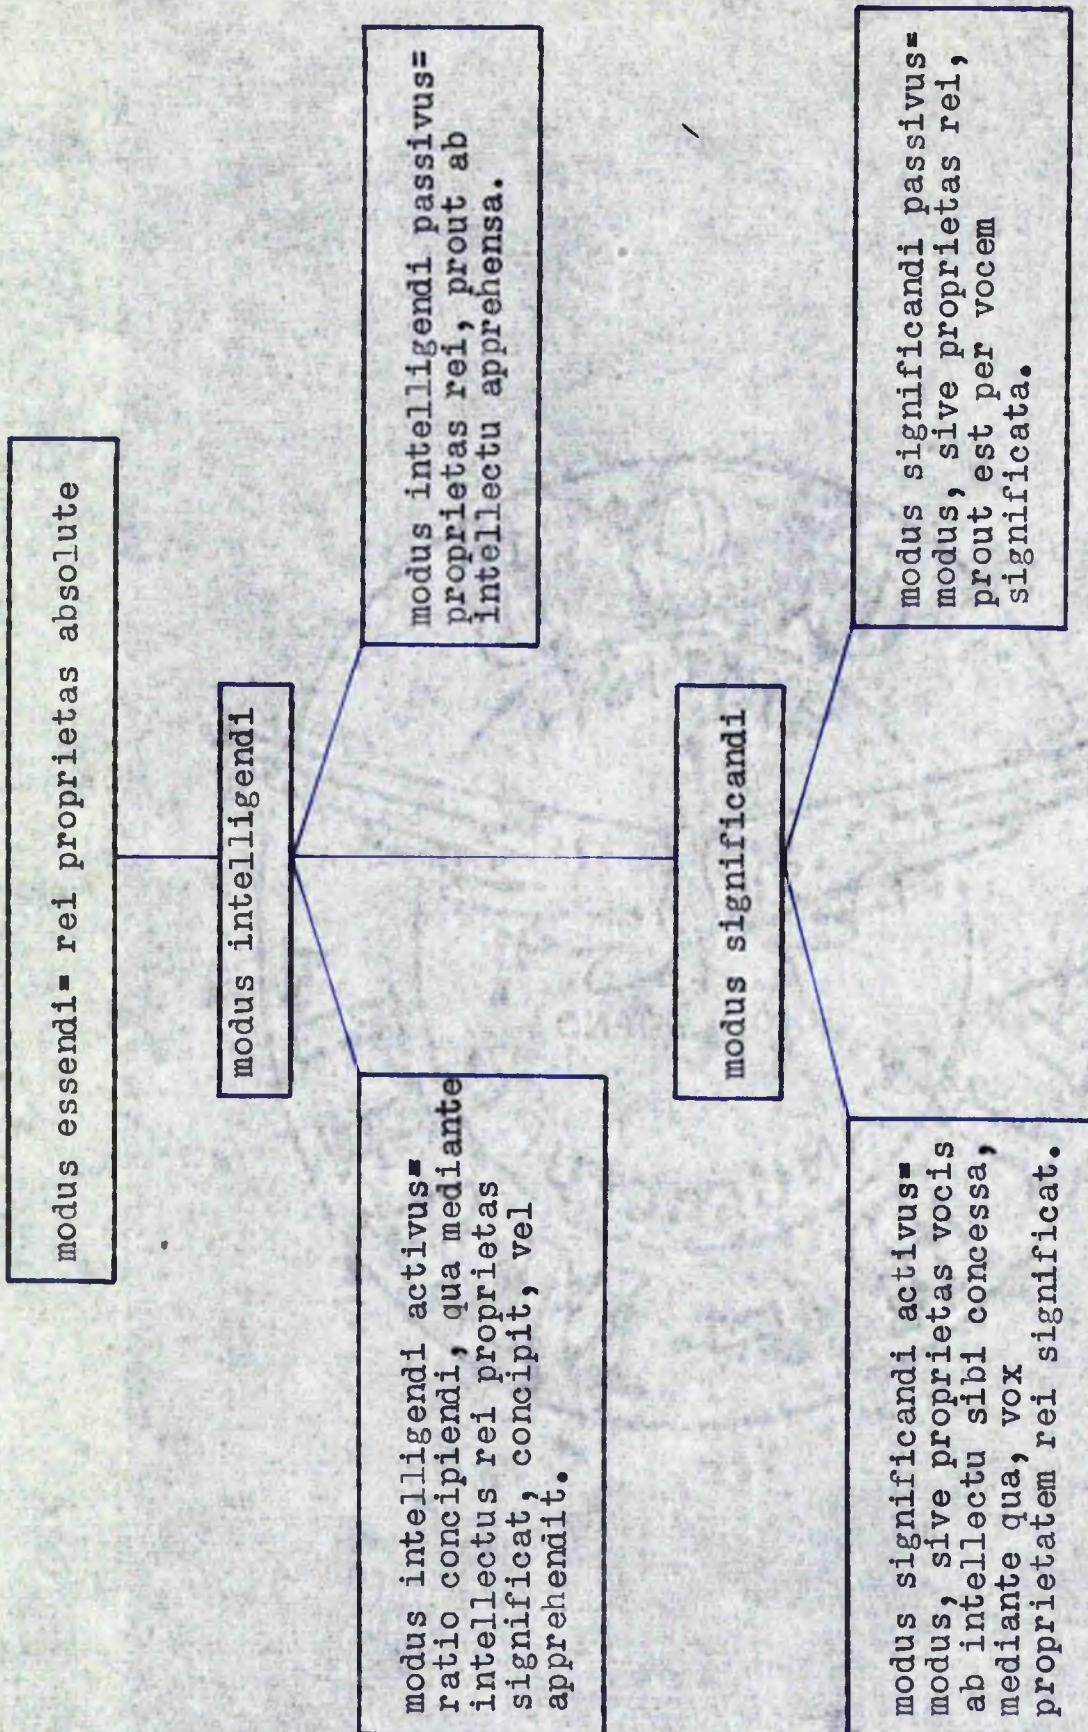 modus essendi= rei proprietas absolute
modus intelligendi
modus intelligendi activus=
ratio concipiendi, qua mediante
intellectus rei proprietas
significat, concipit, vel
apprehendit.
modus intelligendi passivus=
proprietas rei, prout ab
intellectu apprehensa.
modus significandi
modus significandi activus=
modus, sive proprietas vocis
ab intellectu sibi concessa,
mediante qua, vox
proprietatem rei significat.
modus significandi passivus=
modus, sive proprietas rei,
prout est per vocem
significata.